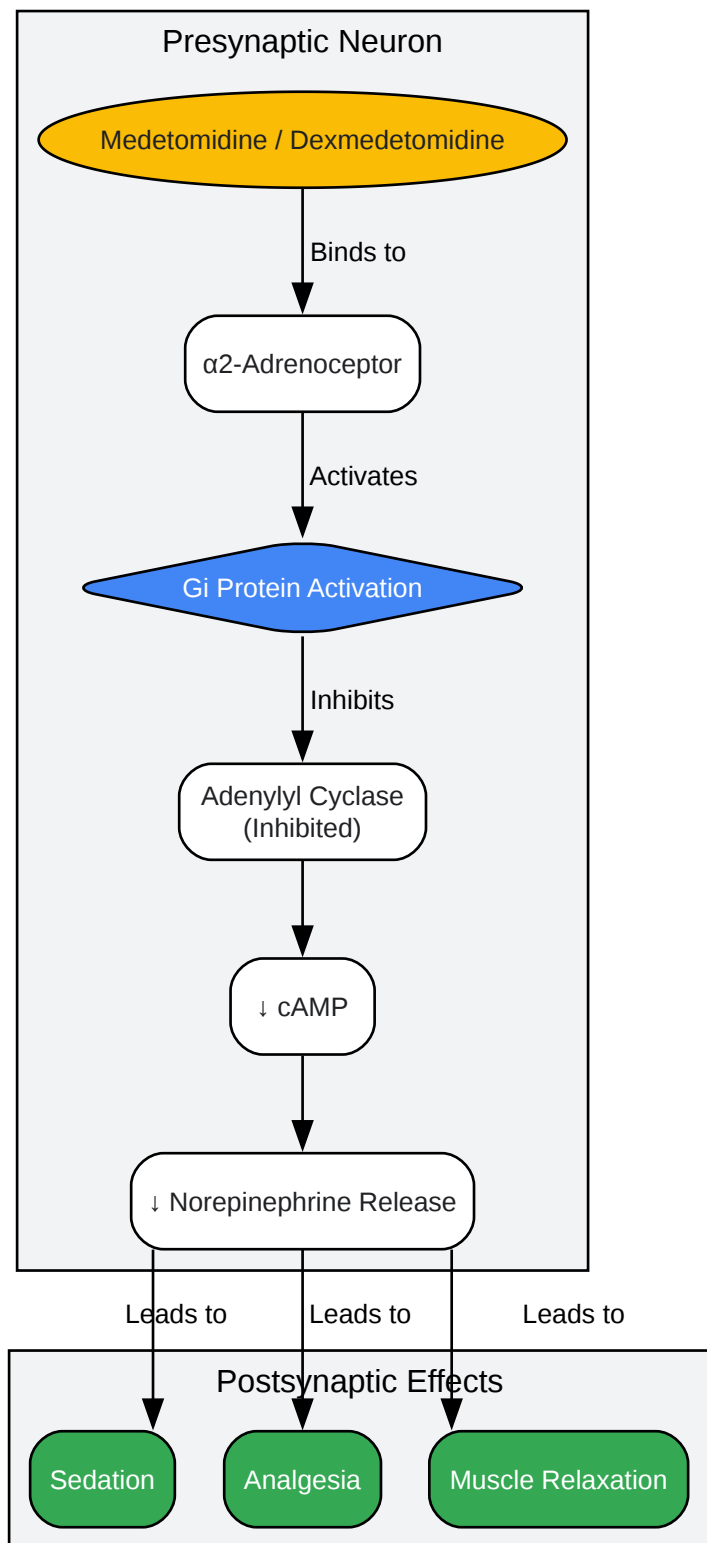 Presynaptic Neuron
Medetomidine / Dexmedetomidine
Binds to
α2-Adrenoceptor
Activates
Gi Protein Activation
Inhibits
Adenylyl Cyclase
(Inhibited)
↓ cAMP
↓ Norepinephrine Release
Leads to
Leads to
Leads to
Postsynaptic Effects
Sedation
Analgesia
Muscle Relaxation